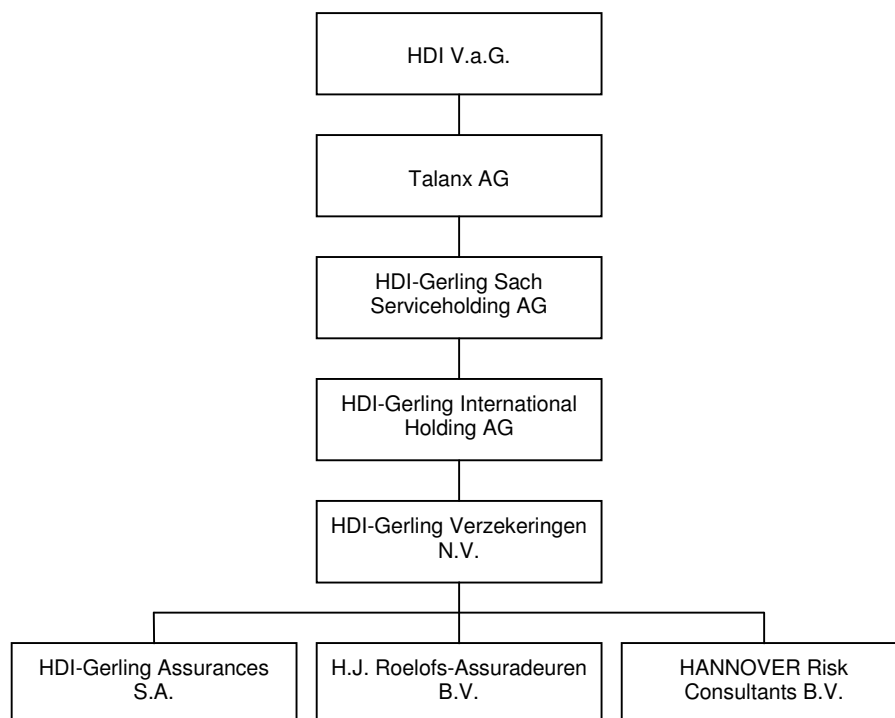 HDI V.a.G.
Talanx AG
HDI-Gerling Sach
Serviceholding AG
HDI-Gerling International
Holding AG
HDI-Gerling Verzekeringen
N.V.
HDI-Gerling Assurances
S.A.
H.J. Roelofs-Assuradeuren
B.V.
HANNOVER Risk
Consultants B.V.